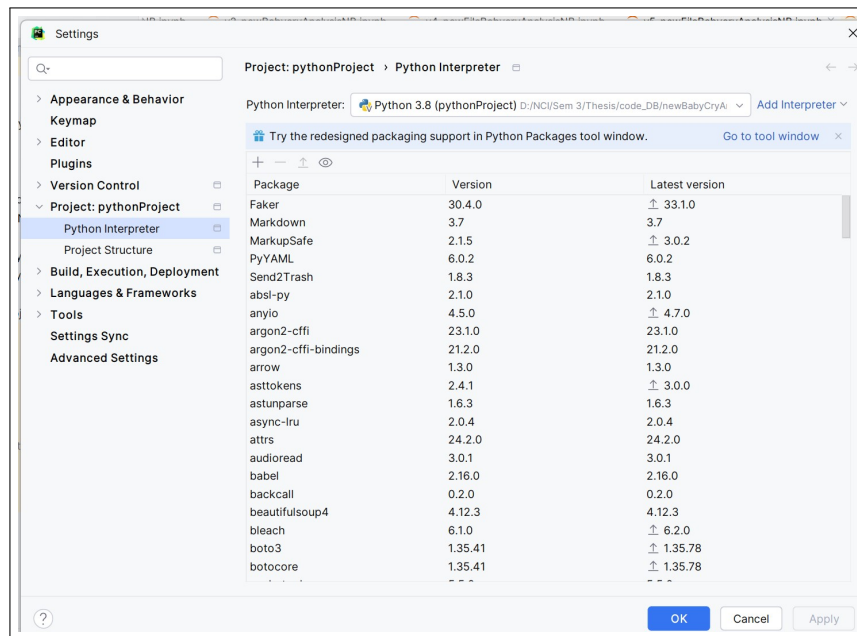 Settings
Project: pythonProject › Python Interpreter
Appearance & Behavior
Keymap
Editor
Plugins
Version Control
Project: pythonProject
Python Interpreter
Project Structure
Build, Execution, Deployment
Languages & Frameworks
Tools
Settings Sync
Advanced Settings
Python Interpreter: Python 3.8 (pythonProject) D:/NCI/Sem 3/Thesis/code_DB/newBabyCryA Add Interpreter
Try the redesigned packaging support in Python Packages tool window. Go to tool window
Package Version Latest version
Faker 30.4.0 33.1.0
Markdown 3.7 3.7
MarkupSafe 2.1.5 3.0.2
PyYAML 6.0.2 6.0.2
Send2Trash 1.8.3 1.8.3
absl-py 2.1.0 2.1.0
anyio 4.5.0 4.7.0
argon2-cffi 23.1.0 23.1.0
argon2-cffi-bindings 21.2.0 21.2.0
arrow 1.3.0 1.3.0
asttokens 2.4.1 3.0.0
astunparse 1.6.3 1.6.3
async-lru 2.0.4 2.0.4
attrs 24.2.0 24.2.0
audioread 3.0.1 3.0.1
babel 2.16.0 2.16.0
backcall 0.2.0 0.2.0
beautifulsoup4 4.12.3 4.12.3
bleach 6.1.0 6.2.0
boto3 1.35.41 1.35.78
botocore 1.35.41 1.35.78
? OK Cancel Apply